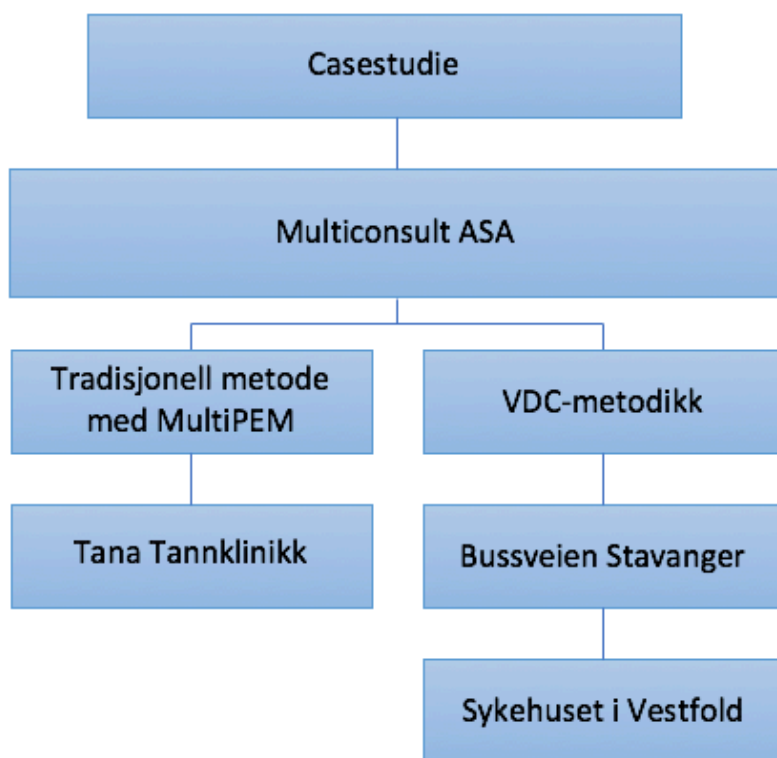 Casestudie
Multiconsult ASA
Tradisjonell metode
med MultiPEM
VDC-metodikk
Tana Tannklinikk
Bussveien Stavanger
Sykehuset i Vestfold